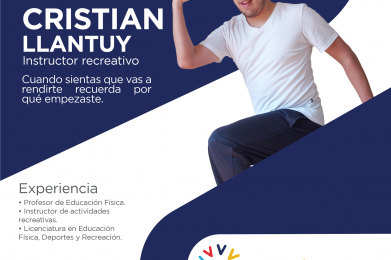 CRISTIAN
LLANTUY
Instructor recreativo
Cuando sientas que vas a
rendirte recuerda por
qué empezaste.
Experiencia
• Profesor de Educación Física.
• Instructor de actividades
recreativas.
• Licenciatura en Educación
Física, Deportes y Recreación.